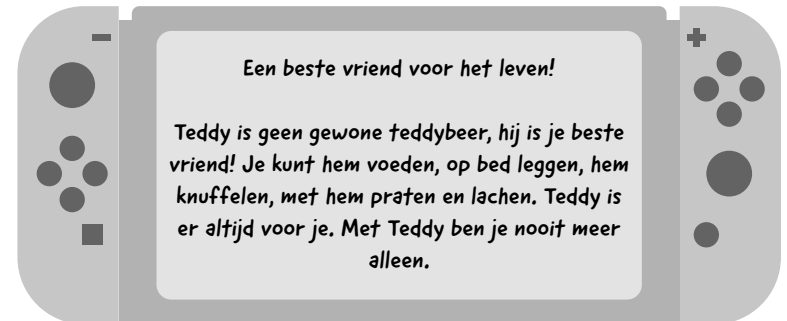 Een beste vriend voor het leven!
Teddy is geen gewone teddybeer, hij is je beste
vriend! Je kunt hem voeden, op bed leggen, hem
knuffelen, met hem praten en lachen. Teddy is
er altijd voor je. Met Teddy ben je nooit meer
alleen.